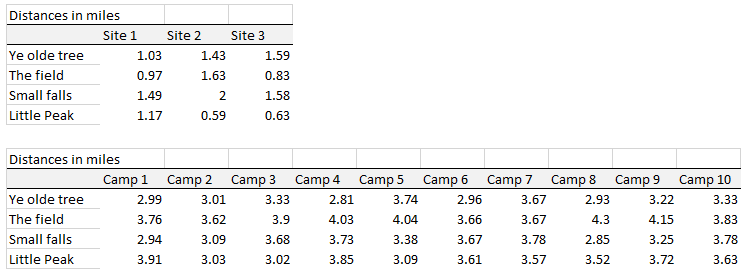 Distances in miles
Site 1 Site 2 Site 3
Ye olde tree 1.03 1.43 1.59
The field 0.97 1.63 0.83
Small falls 1.49 2 1.58
Little Peak 1.17 0.59 0.63
Distances in miles
Camp 1 Camp 2 Camp 3 Camp 4 Camp 5 Camp 6 Camp 7 Camp 8 Camp 9 Camp 10
Ye olde tree 2.99 3.01 3.33 2.81 3.74 2.96 3.67 2.93 3.22 3.33
The field 3.76 3.62 3.9 4.03 4.04 3.66 3.67 4.3 4.15 3.83
Small falls 2.94 3.09 3.68 3.73 3.38 3.67 3.78 2.85 3.25 3.78
Little Peak 3.91 3.03 3.02 3.85 3.09 3.61 3.57 3.52 3.72 3.63